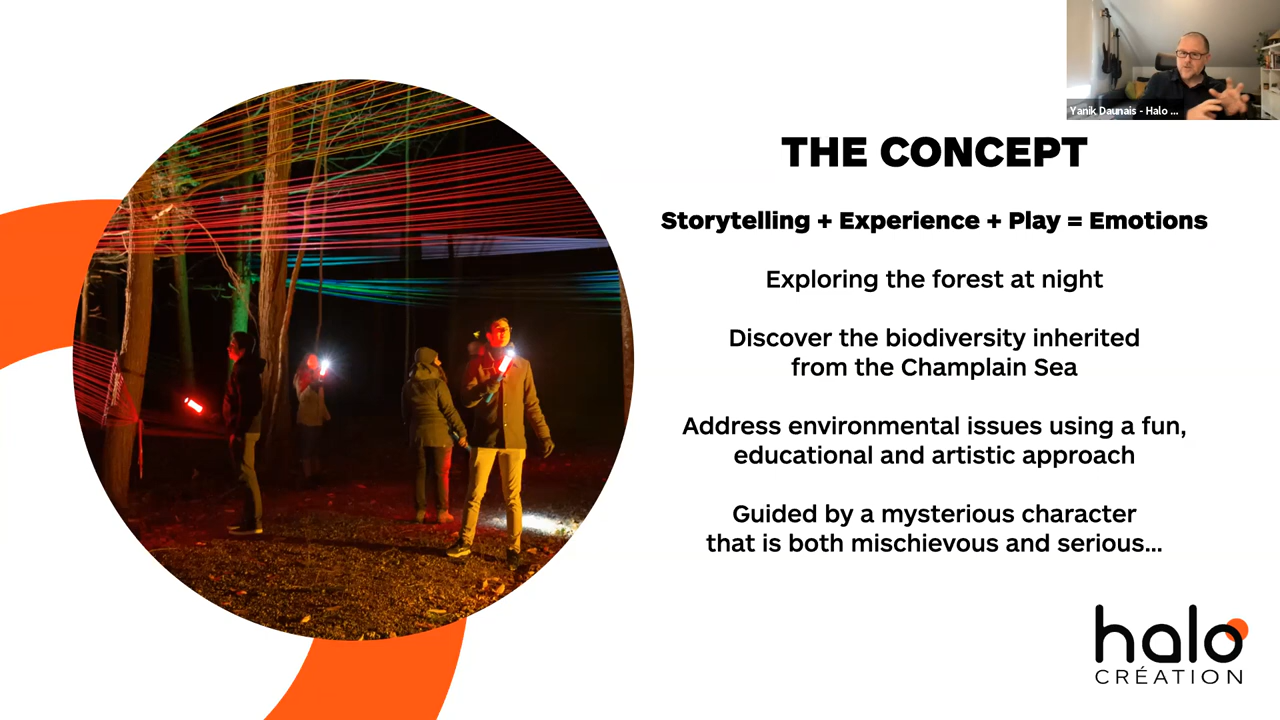 Yanik Daunais - Halo ...
THE CONCEPT
Storytelling + Experience + Play = Emotions
Exploring the forest at night
Discover the biodiversity inherited
from the Champlain Sea
Address environmental issues using a fun,
educational and artistic approach
Guided by a mysterious character
that is both mischievous and serious...
halo
CRÉATION